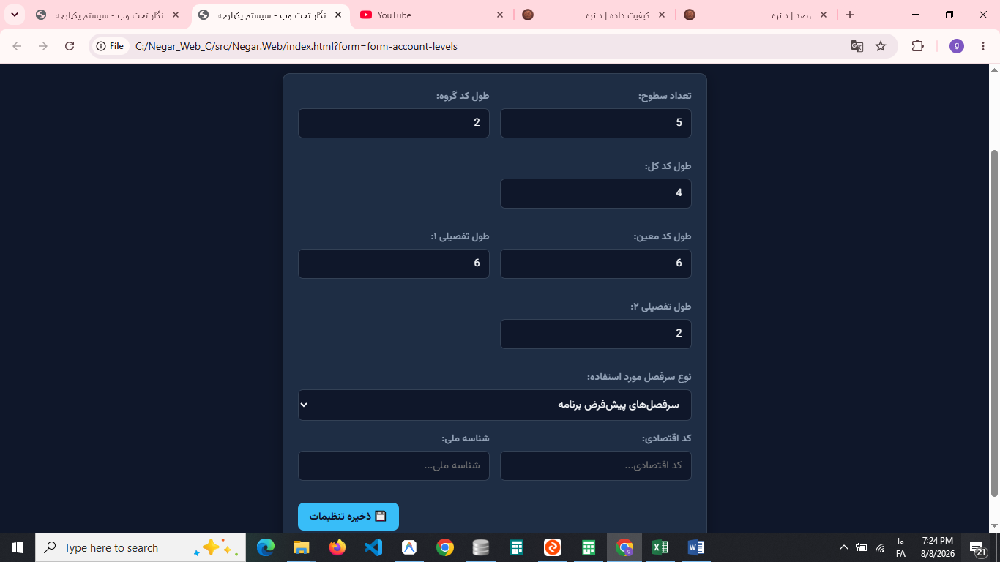 نگار تحت وب - سیستم یکپارچه
نگار تحت وب - سیستم یکپارچه
YouTube
کیفیت داده | دائره
رصد | دائره
File
C:/Negar_Web_C/src/Negar.Web/index.html?form=form-account-levels
g
تعداد سطوح:
طول کد گروه:
5
2
طول کد کل:
4
طول کد معین:
طول تفصیلی ۱:
6
6
طول تفصیلی ۲:
2
نوع سرفصل مورد استفاده:
سرفصل‌های پیش‌فرض برنامه
کد اقتصادی:
شناسه ملی:
کد اقتصادی...
شناسه ملی...
ذخیره تنظیمات
Type here to search
فا
FA
7:24 PM
8/8/2026
21